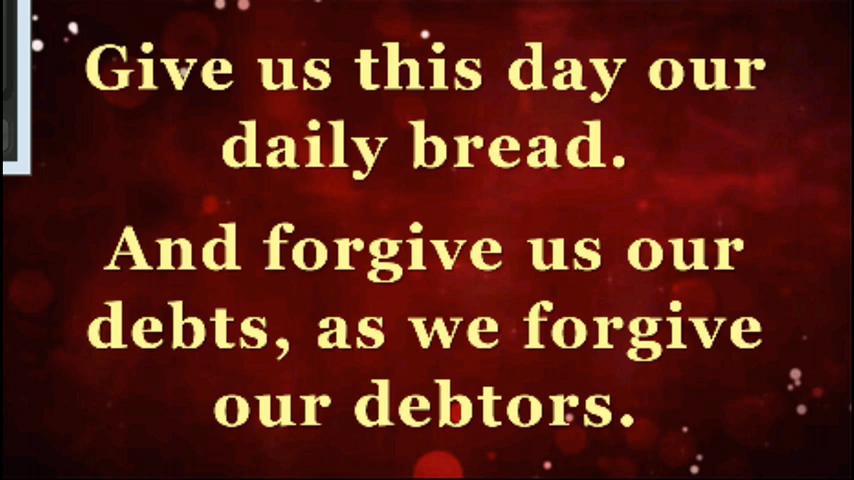 Give us this day our
daily bread.
And forgive us our
debts, as we forgive
our debtors.